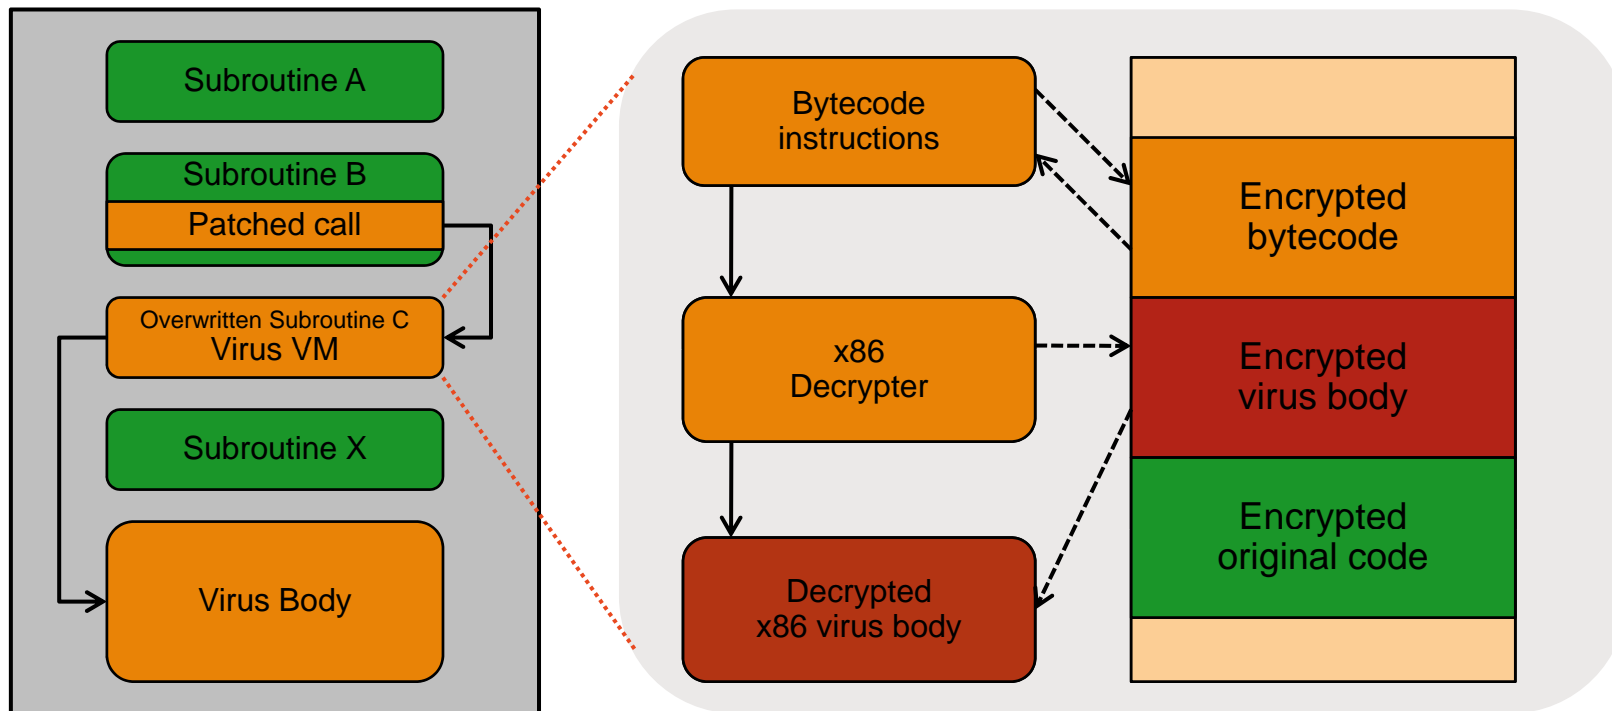 Subroutine A
Subroutine B
Patched call
Overwritten Subroutine C
Virus VM
Subroutine X
Virus Body
Bytecode
instructions
x86
Decrypter
Decrypted
x86 virus body
Encrypted
bytecode
Encrypted
virus body
Encrypted
original code